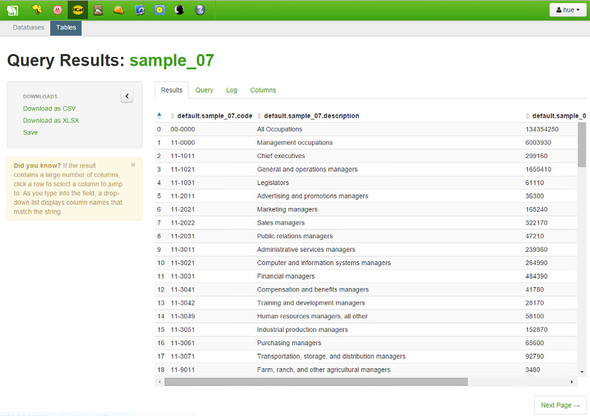 hue
Databases Tables
Query Results: sample_07
DOWNLOADS
Download as CSV
Download as XLSX
Save
Did you know? If the result
contains a large number of columns,
click a row to select a column to jump
to. As you type into the field, a drop-
down list displays column names that
match the string.
Results Query Log Columns
default.sample_07.code default.sample_07.description default.sample_0
0 00-0000 All Occupations 134354250
1 11-0000 Management occupations 6003930
2 11-1011 Chief executives 299160
3 11-1021 General and operations managers 1655410
4 11-1031 Legislators 61110
5 11-2011 Advertising and promotions managers 36300
6 11-2021 Marketing managers 165240
7 11-2022 Sales managers 322170
8 11-2031 Public relations managers 47210
9 11-3011 Administrative services managers 239360
10 11-3021 Computer and information systems managers 264990
11 11-3031 Financial managers 484390
12 11-3041 Compensation and benefits managers 41780
13 11-3042 Training and development managers 28170
14 11-3049 Human resources managers, all other 58100
15 11-3051 Industrial production managers 152870
16 11-3061 Purchasing managers 65600
17 11-3071 Transportation, storage, and distribution managers 92790
18 11-9011 Farm, ranch, and other agricultural managers 3480
Next Page →